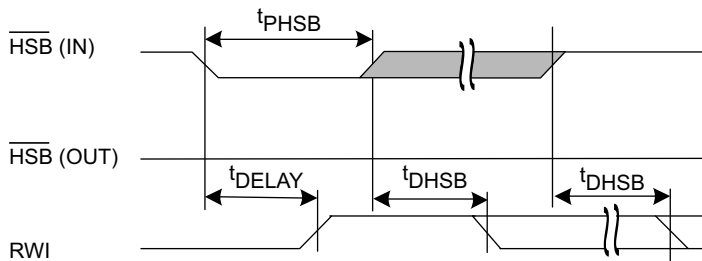 tPHSB
HSB (IN)
HSB (OUT)
tDELAY tDHSB tDHSB
RWI